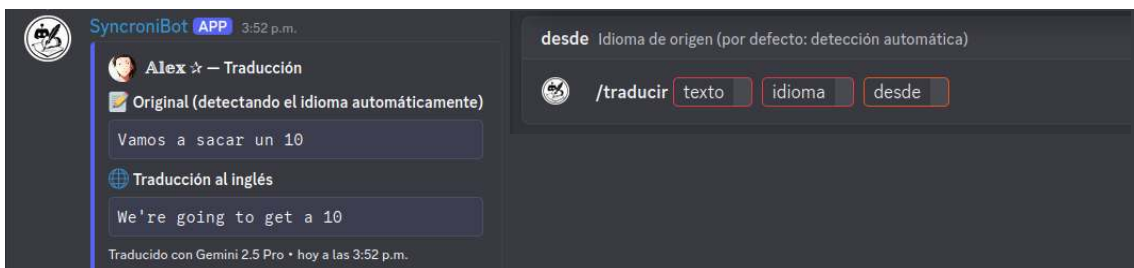 SyncroniBot APP 3:52 p.m.
Alex ☆ — Traducción
Original (detectando el idioma automáticamente)
Vamos a sacar un 10
Traducción al inglés
We're going to get a 10
Traducido con Gemini 2.5 Pro • hoy a las 3:52 p.m.
desde Idioma de origen (por defecto: detección automática)
/traducir texto idioma desde